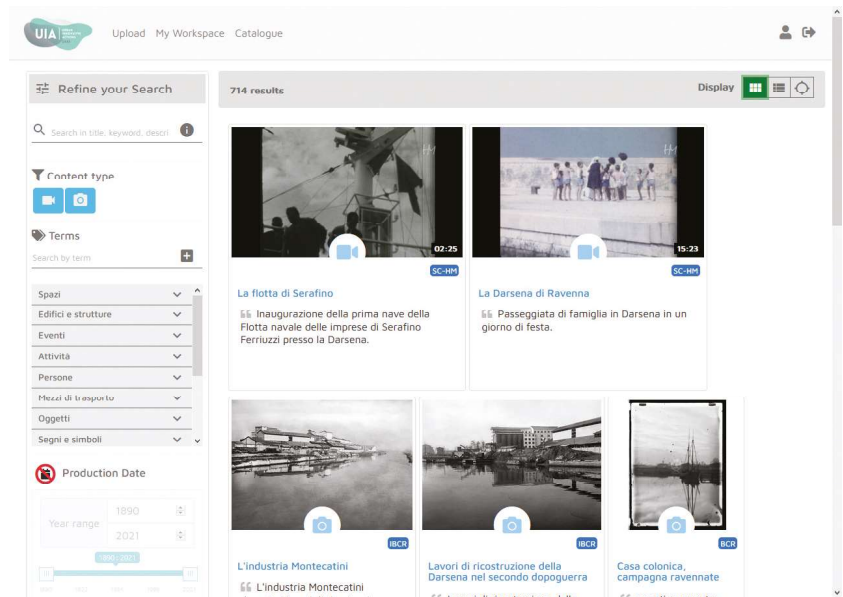 UIA
Upload My Workspace Catalogue
Refine your Search
714 results
Display
Search in title, keyword, descri
Content type
Terms
Search by term
Spazi
Edifici e strutture
Eventi
Attività
Persone
Mezzi di trasporto
Oggetti
Segni e simboli
Production Date
Year range
1890
2021
1890 - 2021
HM
02:25
SC-HM
La flotta di Serafino
Inaugurazione della prima nave della
Flotta navale delle imprese di Serafino
Ferriuzzi presso la Darsena.
HM
15:23
SC-HM
La Darsena di Ravenna
Passeggiata di famiglia in Darsena in un
giorno di festa.
IBCR
L'industria Montecatini
L'industria Montecatini
IBCR
Lavori di ricostruzione della
Darsena nel secondo dopoguerra
BCR
Casa colonica,
campagna ravennate